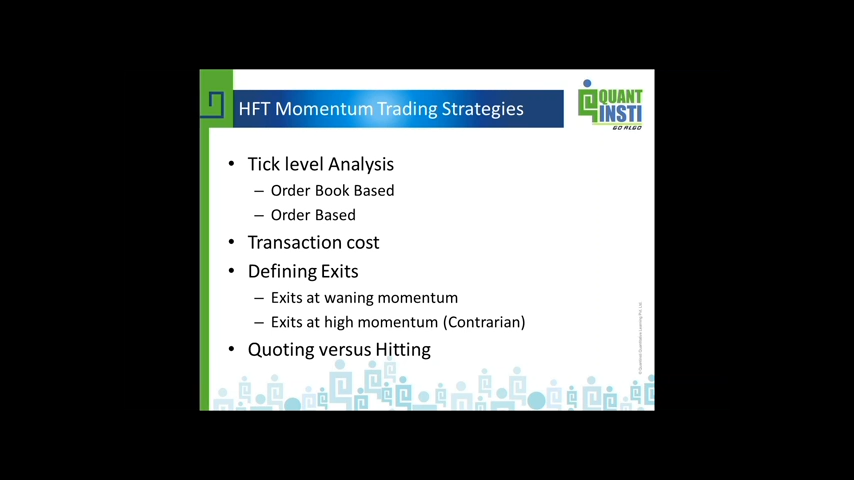 HFT Momentum Trading Strategies
QUANT
INSTI
GO ALGO
• Tick level Analysis
– Order Book Based
– Order Based
• Transaction cost
• Defining Exits
– Exits at waning momentum
– Exits at high momentum (Contrarian)
• Quoting versus Hitting